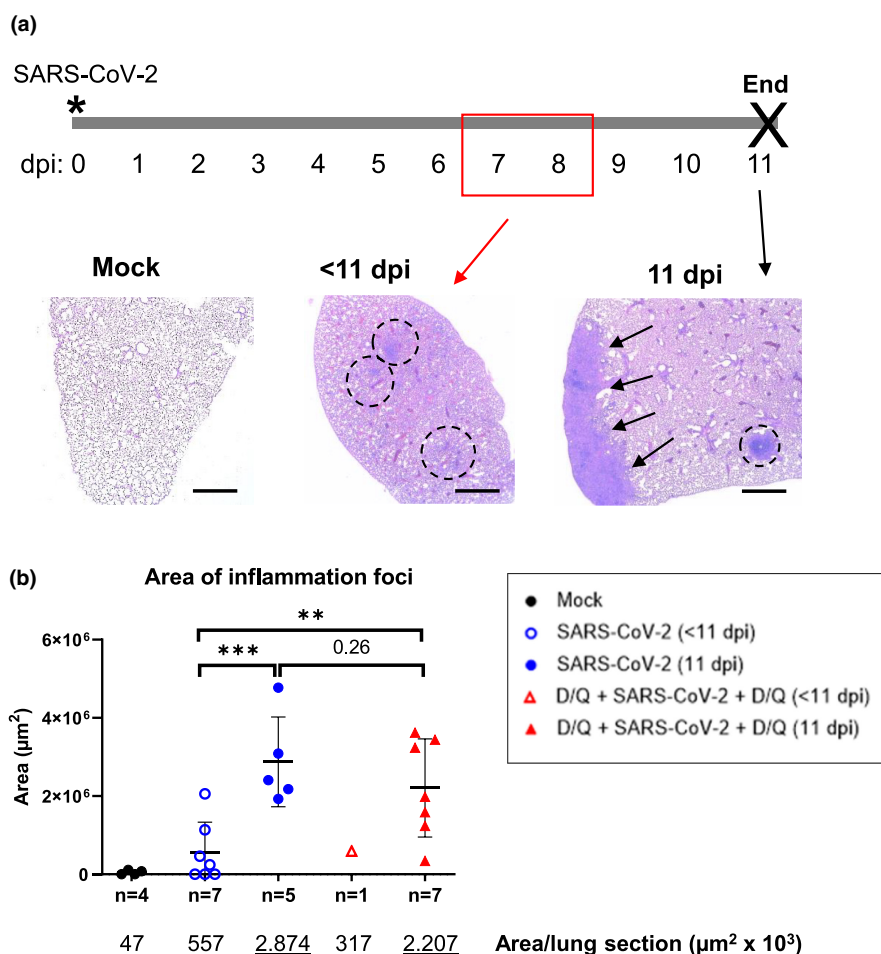 (a)
SARS-CoV-2
*
End
X
dpi: 0 1 2 3 4 5 6 7 8 9 10 11
Mock
<11 dpi
11 dpi
(b)
Area of inflammation foci
Mock
SARS-CoV-2 (<11 dpi)
SARS-CoV-2 (11 dpi)
D/Q + SARS-CoV-2 + D/Q (<11 dpi)
D/Q + SARS-CoV-2 + D/Q (11 dpi)
**
***
0.26
Area (µm²)
6×10⁶
4×10⁶
2×10⁶
0
n=4 n=7 n=5 n=1 n=7
47 557 2.874 317 2.207 Area/lung section (µm² x 10³)